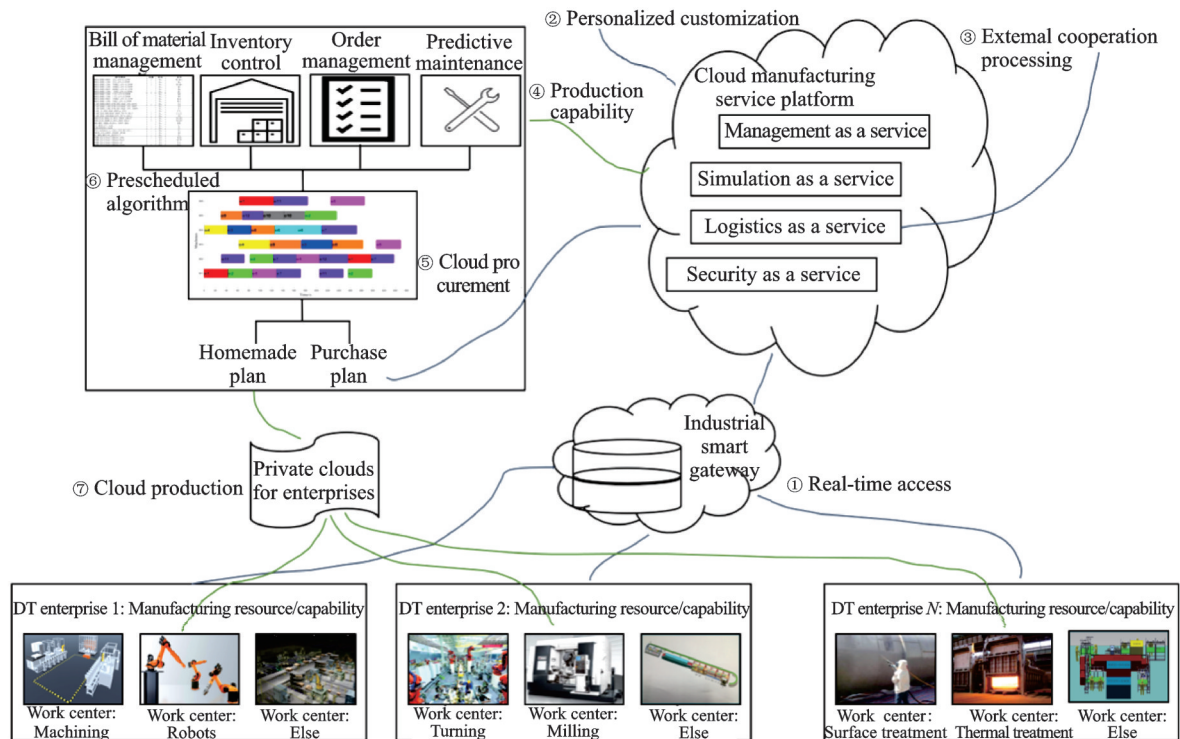 ② Personalized customization
③ Extemal cooperation
processing
Bill of material
management
Inventory
control
Order
management
Predictive
maintenance
④ Production
capability
Cloud manufacturing
service platform
Management as a service
Simulation as a service
Logistics as a service
Security as a service
⑥ Prescheduled
algorithm
⑤ Cloud pro
curement
Homemade
plan
Purchase
plan
Industrial
smart
gateway
Private clouds
for enterprises
⑦ Cloud production
① Real-time access
DT enterprise 1: Manufacturing resource/capability
Work center:
Machining
Work center:
Robots
Work center:
Else
DT enterprise 2: Manufacturing resource/capability
Work center:
Turning
Work center:
Milling
Work center:
Else
DT enterprise N: Manufacturing resource/capability
Work center:
Surface treatment
Work center:
Thermal treatment
Work center:
Else